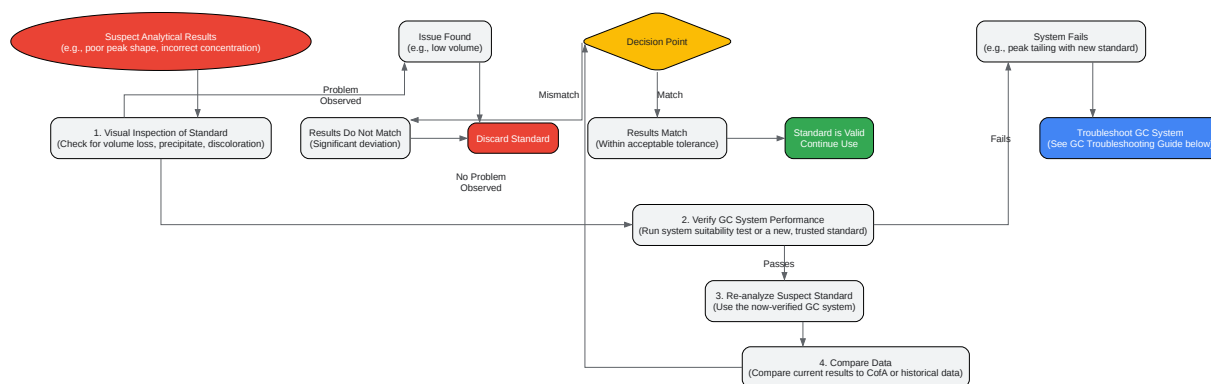 Suspect Analytical Results
(e.g., poor peak shape, incorrect concentration)
Issue Found
(e.g., low volume)
Decision Point
System Fails
(e.g., peak tailing with new standard)
Problem
Observed
Mismatch
Match
1. Visual Inspection of Standard
(Check for volume loss, precipitate, discoloration)
Results Do Not Match
(Significant deviation)
Discard Standard
Results Match
(Within acceptable tolerance)
Standard is Valid
Continue Use
Fails
Troubleshoot GC System
(See GC Troubleshooting Guide below)
No Problem
Observed
2. Verify GC System Performance
(Run system suitability test or a new, trusted standard)
Passes
3. Re-analyze Suspect Standard
(Use the now-verified GC system)
4. Compare Data
(Compare current results to CofA or historical data)